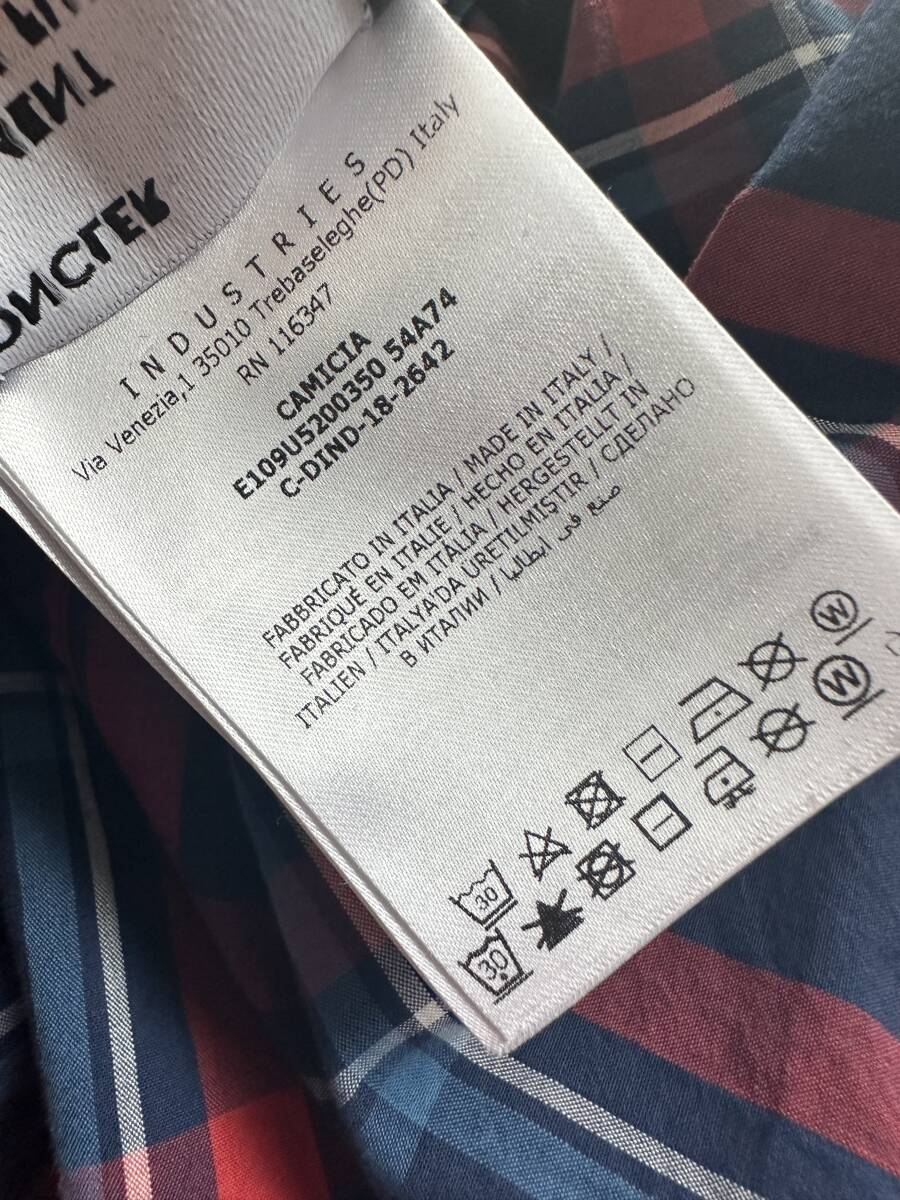 INDUSTRIES
Via Venezia,1 35010 Trebaseleghe(PD) Italy
RN 116347
CAMICIA
E109U5200350 54A74
C-DIND-18-2642
FABBRICATO IN ITALIA / MADE IN ITALY /
FABRIQUÉ EN ITALIE / HECHO EN ITALIA /
FABRICADO EM ITÁLIA / HERGESTELLT IN
ITALIEN / ITALYA'DA ÜRETILMIŞTIR / СДЕЛАНО
В ИТАЛИИ / صنع في ايطاليا
30 W
30 W